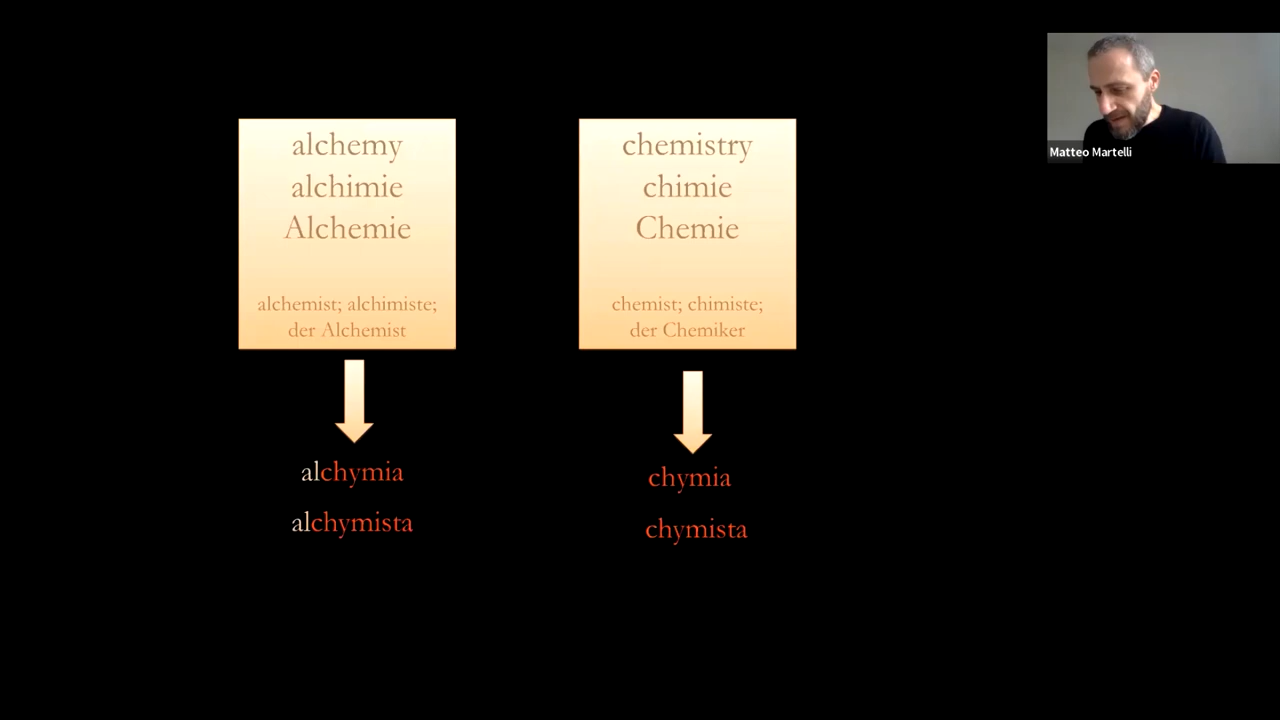 alchemy
alchimie
Alchemie
alchemist; alchimiste;
der Alchemist
alchymia
alchymista
chemistry
chimie
Chemie
chemist; chimiste;
der Chemiker
chymia
chymista
Matteo Martelli